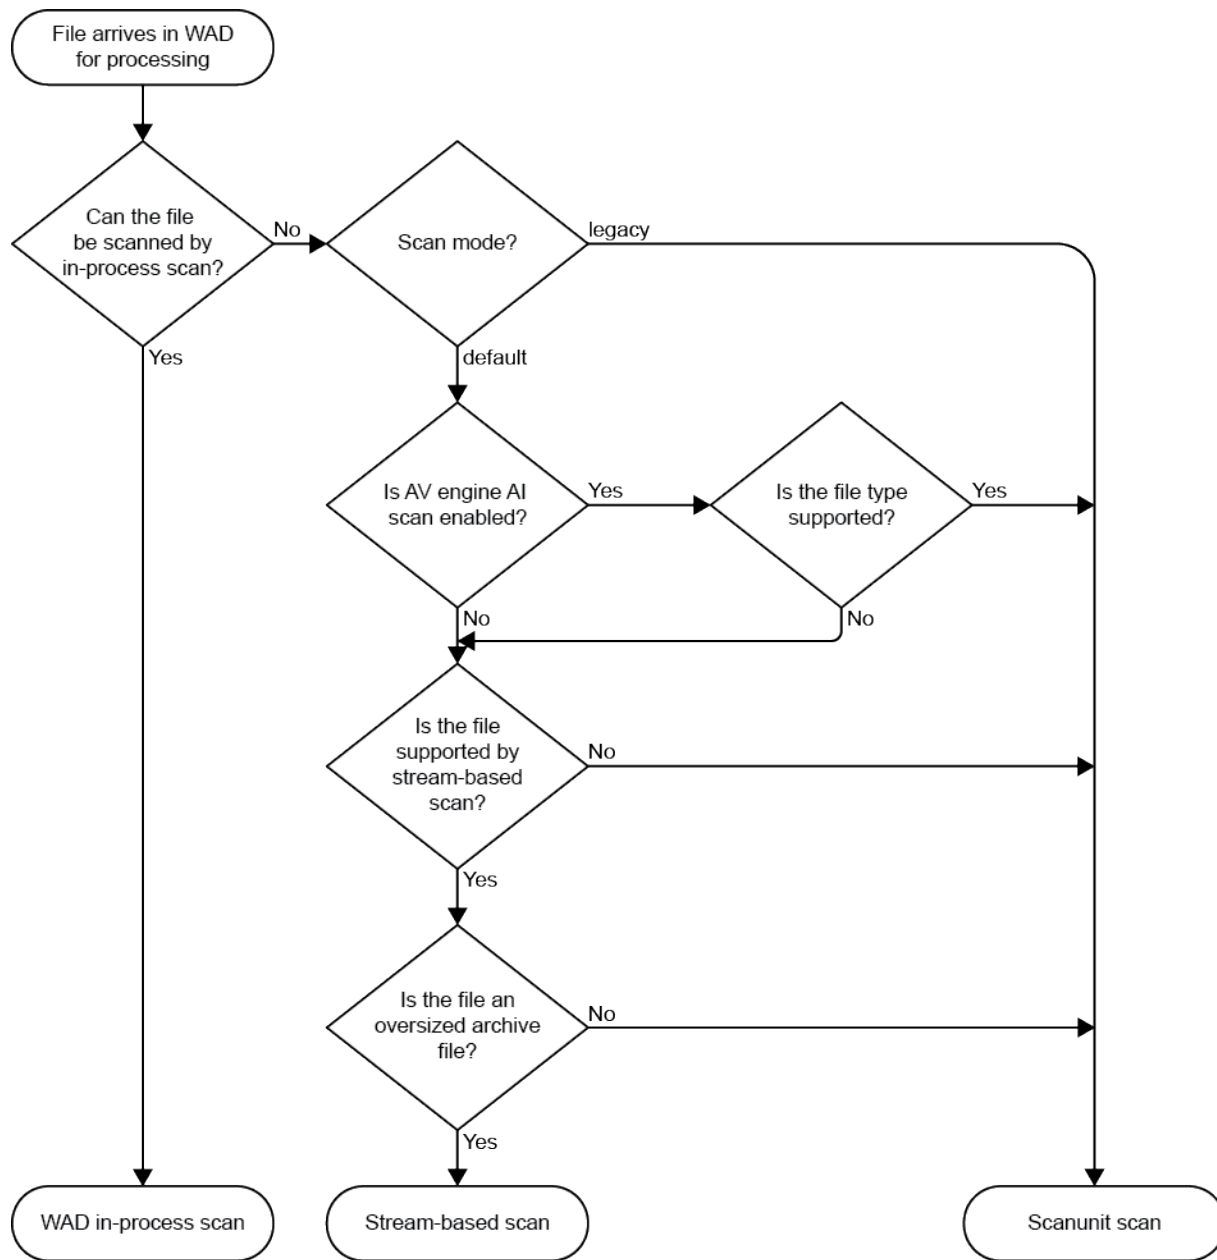 File arrives in WAD
for processing
Can the file
be scanned by
in-process scan?
No
Scan mode?
legacy
Yes
default
Is AV engine AI
scan enabled?
Yes
Is the file type
supported?
Yes
No
No
Is the file
supported by
stream-based
scan?
No
Yes
Is the file an
oversized archive
file?
No
Yes
WAD in-process scan
Stream-based scan
Scanunit scan